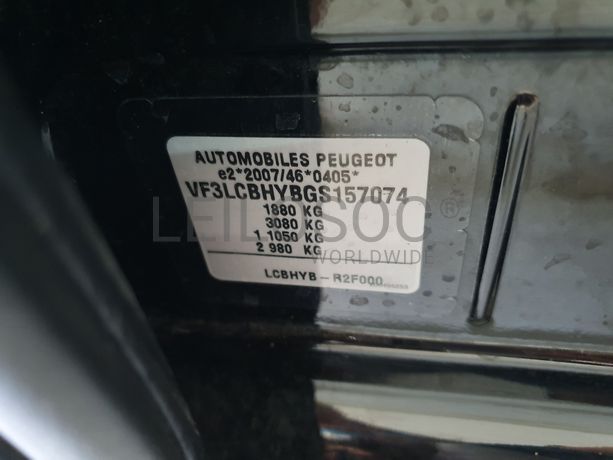 AUTOMOBILES PEUGEOT
e2*2007/46*0405*
VF3LCBHYBGS157074
1880 KG
3080 KG
1 1050 KG
2 980 KG
LEILOSOC®
WORLDWIDE
LCBHYB - R2F000